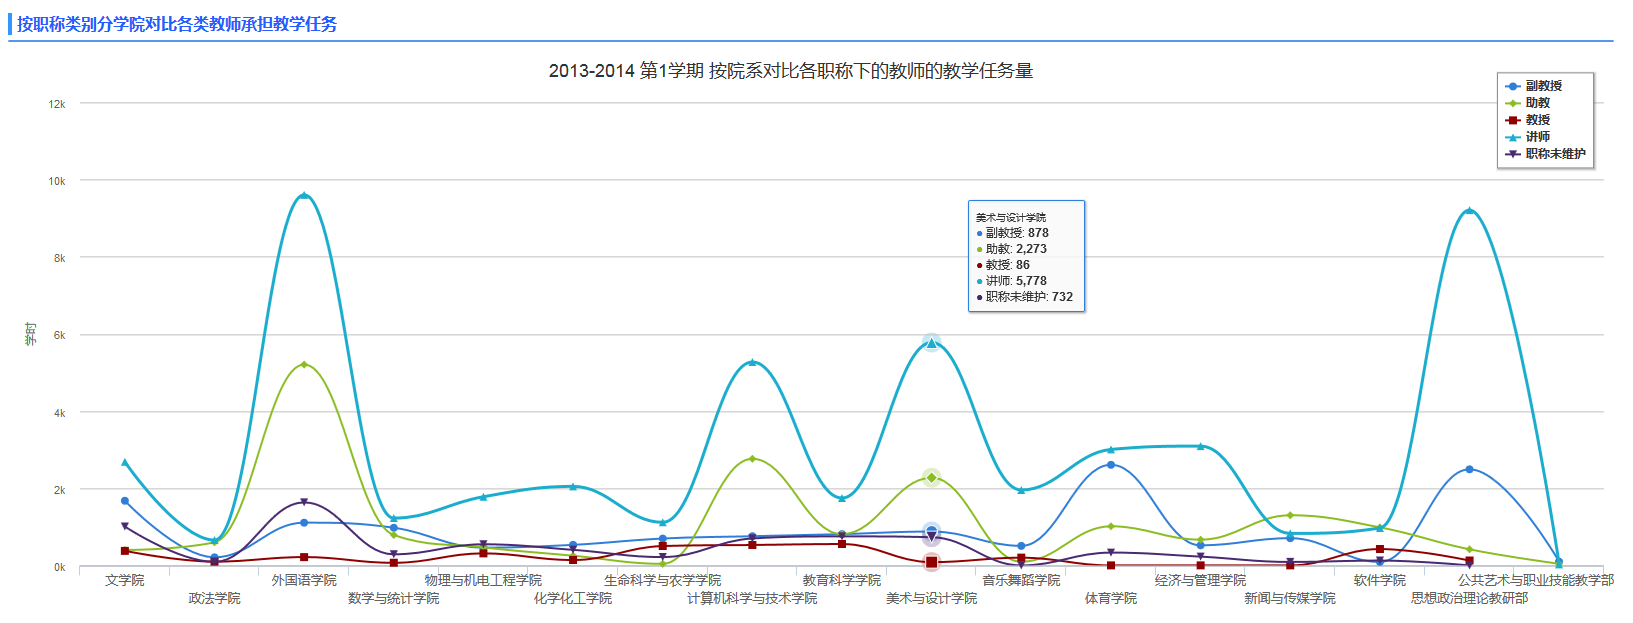 按职称类别分学院对比各类教师承担教学任务
2013-2014 第1学期 按院系对比各职称下的教师的教学任务量
副教授
助教
教授
讲师
职称未维护
12k
10k
8k
6k
4k
2k
0k
学时
美术与设计学院
副教授: 878
助教: 2,273
教授: 86
讲师: 5,778
职称未维护: 732
文学院
政法学院
外国语学院
数学与统计学院
物理与机电工程学院
化学化工学院
生命科学与农学学院
计算机科学与技术学院
教育科学学院
美术与设计学院
音乐舞蹈学院
体育学院
经济与管理学院
新闻与传媒学院
软件学院
思想政治理论教研部
公共艺术与职业技能教学部